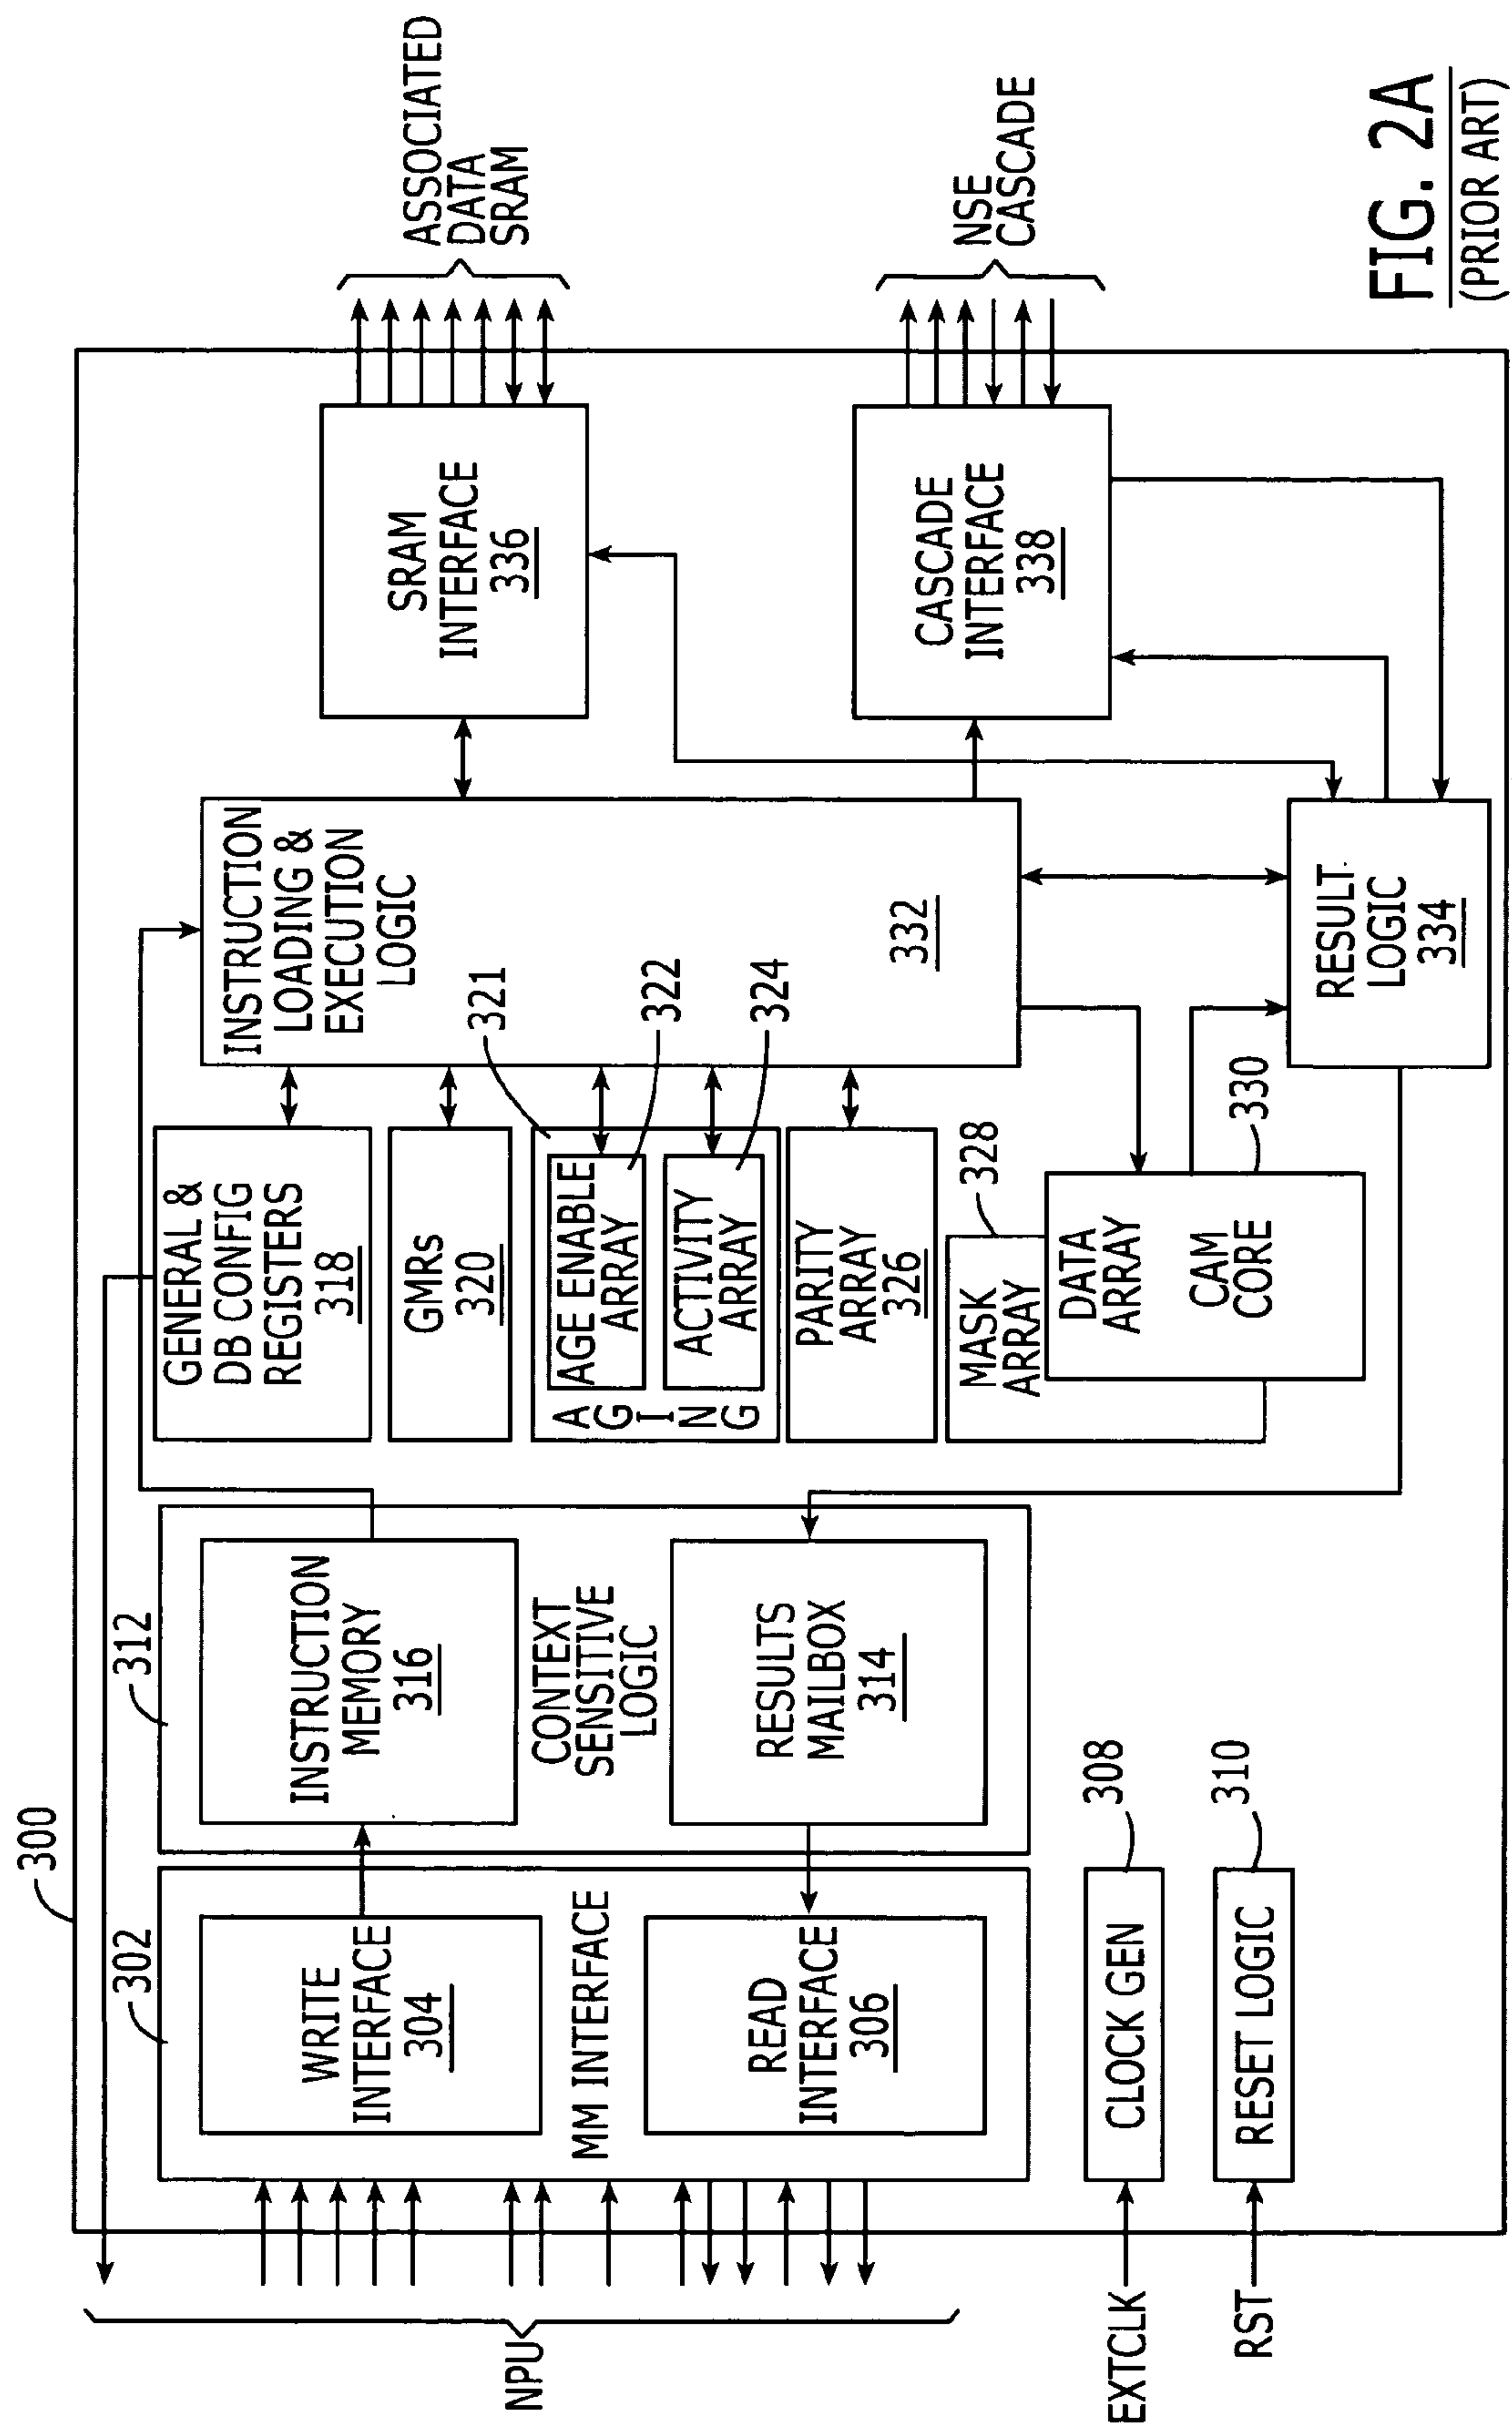 300
NPU
302
WRITE
INTERFACE
304
MM INTERFACE
READ
INTERFACE
306
EXTCLK
CLOCK GEN
308
RST
RESET LOGIC
310
312
INSTRUCTION
MEMORY
316
CONTEXT
SENSITIVE
LOGIC
RESULTS
MAILBOX
314
GENERAL &
DB CONFIG
REGISTERS
318
GMRs
320
AGING
321
AGE ENABLE
ARRAY
322
ACTIVITY
ARRAY
324
PARITY
ARRAY
326
MASK
ARRAY
328
DATA
ARRAY
CAM
CORE
330
INSTRUCTION
LOADING &
EXECUTION
LOGIC
332
RESULT
LOGIC
334
SRAM
INTERFACE
336
CASCADE
INTERFACE
338
ASSOCIATED
DATA
SRAM
NSE
CASCADE
FIG. 2A
(PRIOR ART)